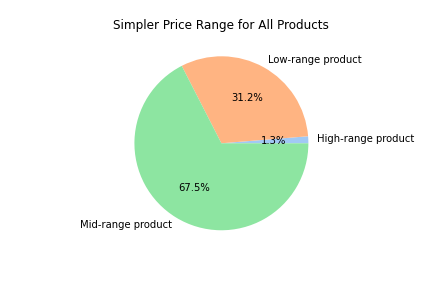 Simpler Price Range for All Products
Low-range product
31.2%
High-range product
1.3%
67.5%
Mid-range product